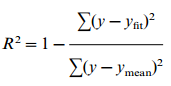 R² = 1 − ∑(y − y_fit)² / ∑(y − y_mean)²